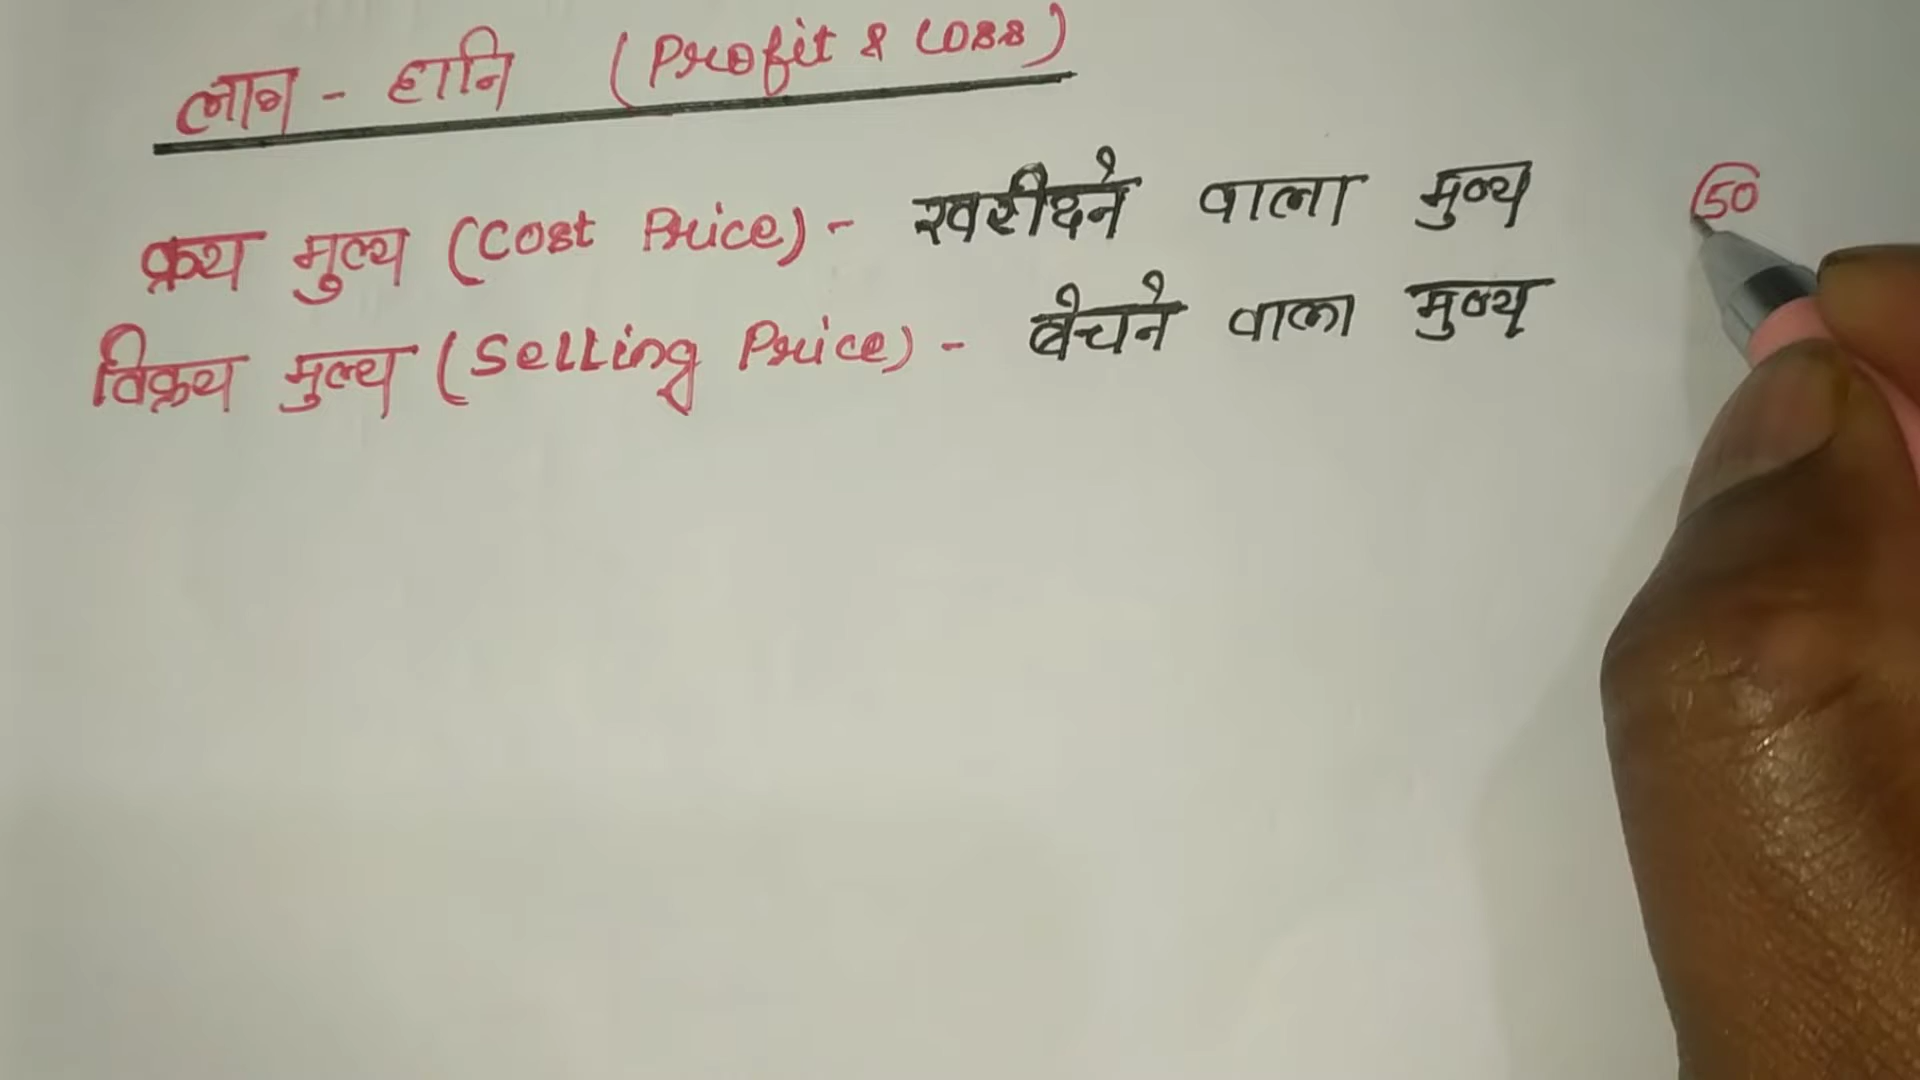 लाभ - हानि (Profit & Loss)
क्रय मुल्य (Cost Price) - खरीदने वाला मुल्य 50
विक्रय मुल्य (Selling Price) - बेचने वाला मुल्य